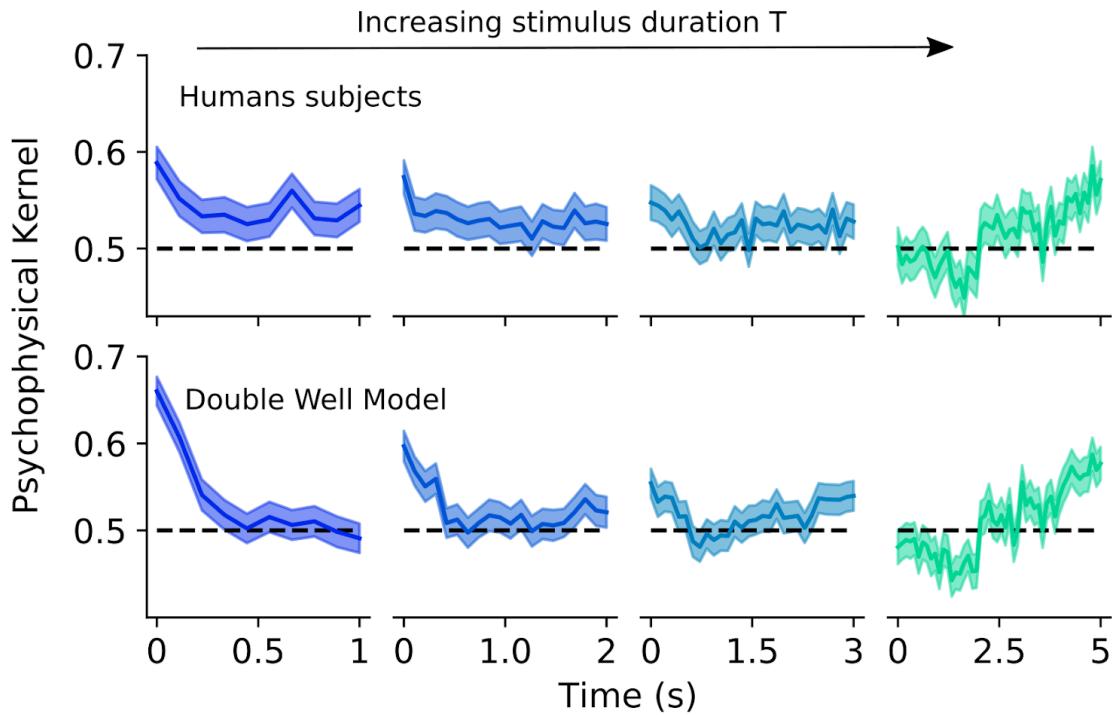 Increasing stimulus duration T
Psychophysical Kernel
0.7
Humans subjects
0.6
0.5
0.7
Double Well Model
0.6
0.5
0 0.5 1 0 1.0 2 0 1.5 3 0 2.5 5
Time (s)